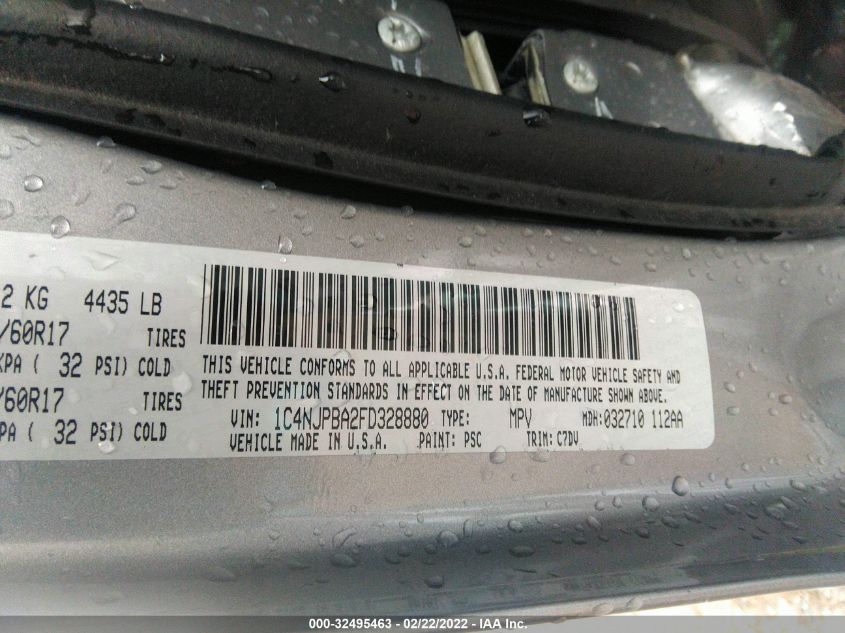 2 KG 4435 LB
/60R17 TIRES
KPA ( 32 PSI) COLD
/60R17 TIRES
PA ( 32 PSI) COLD
THIS VEHICLE CONFORMS TO ALL APPLICABLE U.S.A. FEDERAL MOTOR VEHICLE SAFETY AND
THEFT PREVENTION STANDARDS IN EFFECT ON THE DATE OF MANUFACTURE SHOWN ABOVE.
VIN: 1C4NJPBA2FD328880 TYPE: MPV MDH:032710 112AA
VEHICLE MADE IN U.S.A. PAINT: PSC TRIM: C7DV
000-32495463 - 02/22/2022 - IAA Inc.